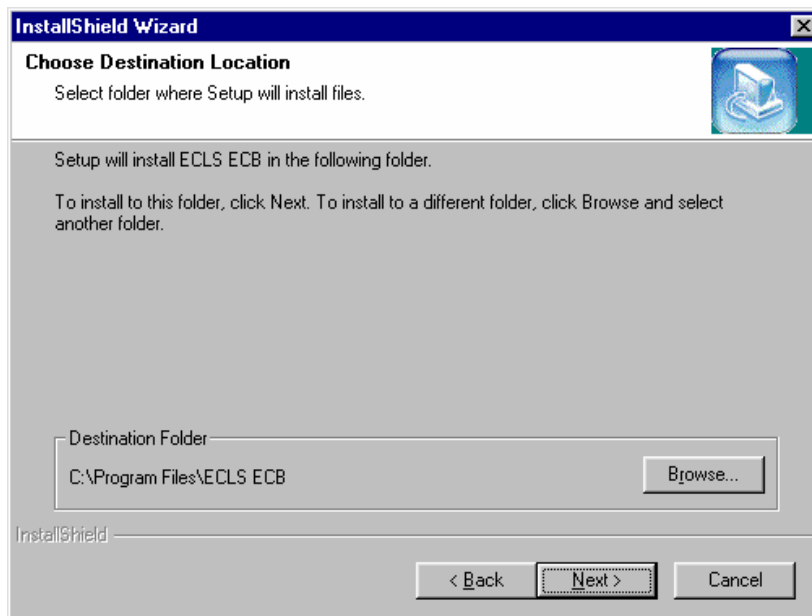 InstallShield Wizard
Choose Destination Location
Select folder where Setup will install files.
Setup will install ECLS ECB in the following folder.
To install to this folder, click Next. To install to a different folder, click Browse and select
another folder.
Destination Folder
C:\Program Files\ECLS ECB
Browse...
InstallShield
< Back
Next >
Cancel